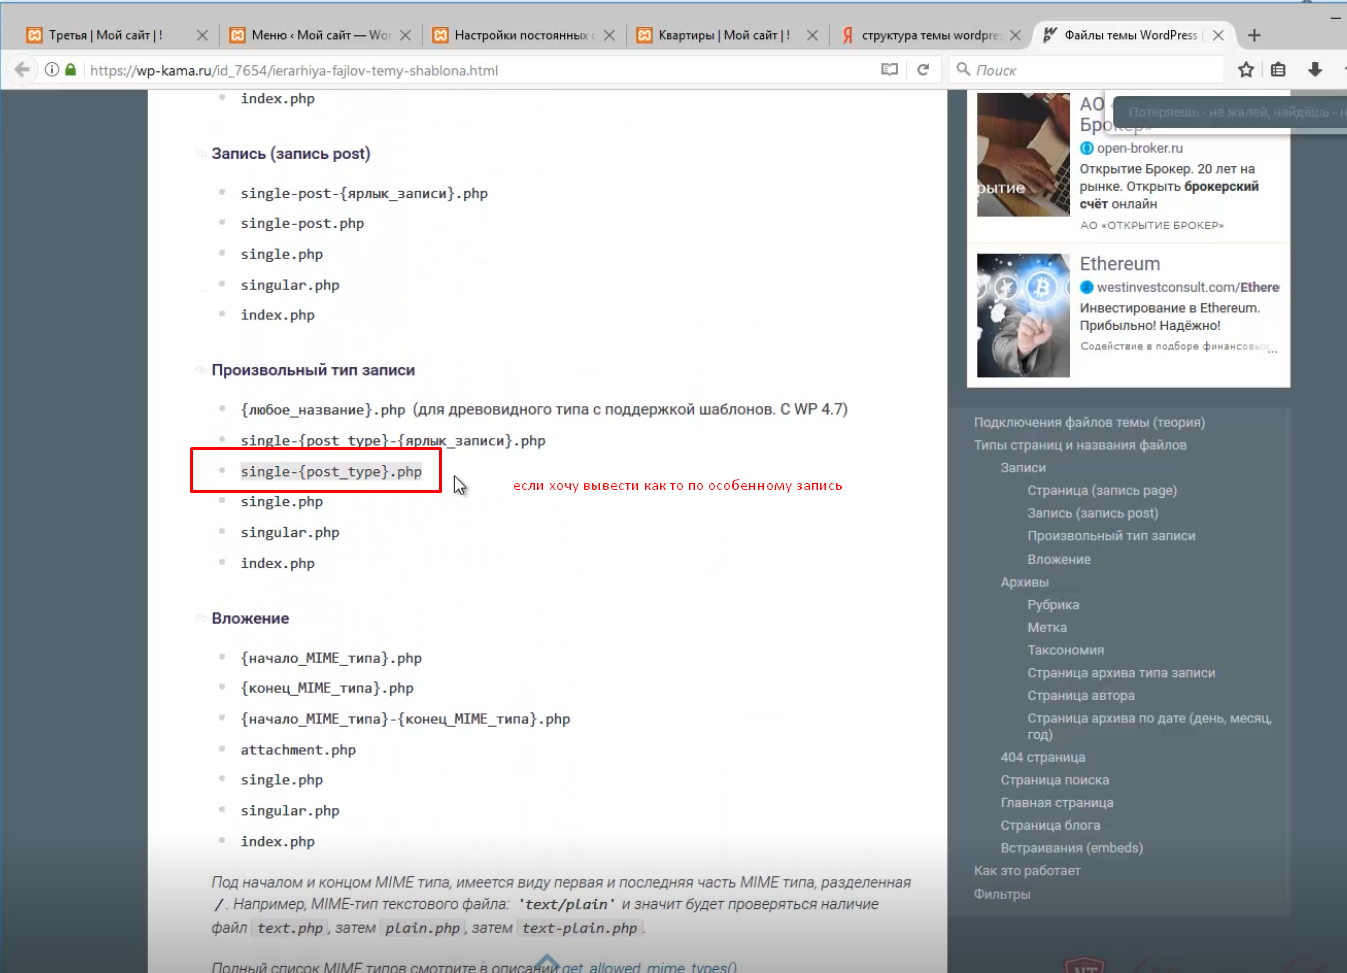 Третья | Мой сайт | !
Меню ‹ Мой сайт — Wor
Настройки постоянных с
Квартиры | Мой сайт | !
структура темы wordpre
Файлы темы WordPress (
https://wp-kama.ru/id_7654/ierarhiya-fajlov-temy-shablona.html
Поиск
index.php
Запись (запись post)
single-post-{ярлык_записи}.php
single-post.php
single.php
singular.php
index.php
Произвольный тип записи
{любое_название}.php (для древовидного типа с поддержкой шаблонов. С WP 4.7)
single-{post_type}-{ярлык_записи}.php
single-{post_type}.php
если хочу вывести как то по особенному запись
single.php
singular.php
index.php
Вложение
{начало_MIME_типа}.php
{конец_MIME_типа}.php
{начало_MIME_типа}-{конец_MIME_типа}.php
attachment.php
single.php
singular.php
index.php
Под началом и концом MIME типа, имеется виду первая и последняя часть MIME типа, разделенная
/. Например, MIME-тип текстового файла: 'text/plain' и значит будет проверяться наличие
файл text.php, затем plain.php, затем text-plain.php.
Полный список MIME типов смотрите в описании get_allowed_mime_types()
АО «
Потеряешь - не жалей, найдёшь - н
Брокер»
open-broker.ru
Открытие Брокер. 20 лет на
рынке. Открыть брокерский
счёт онлайн
АО «ОТКРЫТИЕ БРОКЕР»
рытие
Ethereum
westinvestconsult.com/Ethere
Инвестирование в Ethereum.
Прибыльно! Надёжно!
Содействие в подборе финансовых...
Подключения файлов темы (теория)
Типы страниц и названия файлов
Записи
Страница (запись page)
Запись (запись post)
Произвольный тип записи
Вложение
Архивы
Рубрика
Метка
Таксономия
Страница архива типа записи
Страница автора
Страница архива по дате (день, месяц,
год)
404 страница
Страница поиска
Главная страница
Страница блога
Встраивания (embeds)
Как это работает
Фильтры